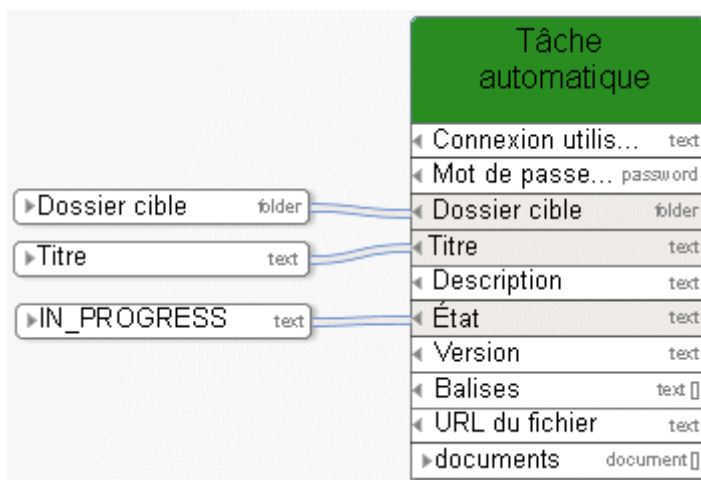 Tâche
automatique
Connexion utilis... text
Mot de passe... password
Dossier cible folder
Dossier cible folder
Titre text
Titre text
Description text
IN_PROGRESS text
État text
Version text
Balises text []
URL du fichier text
documents document []